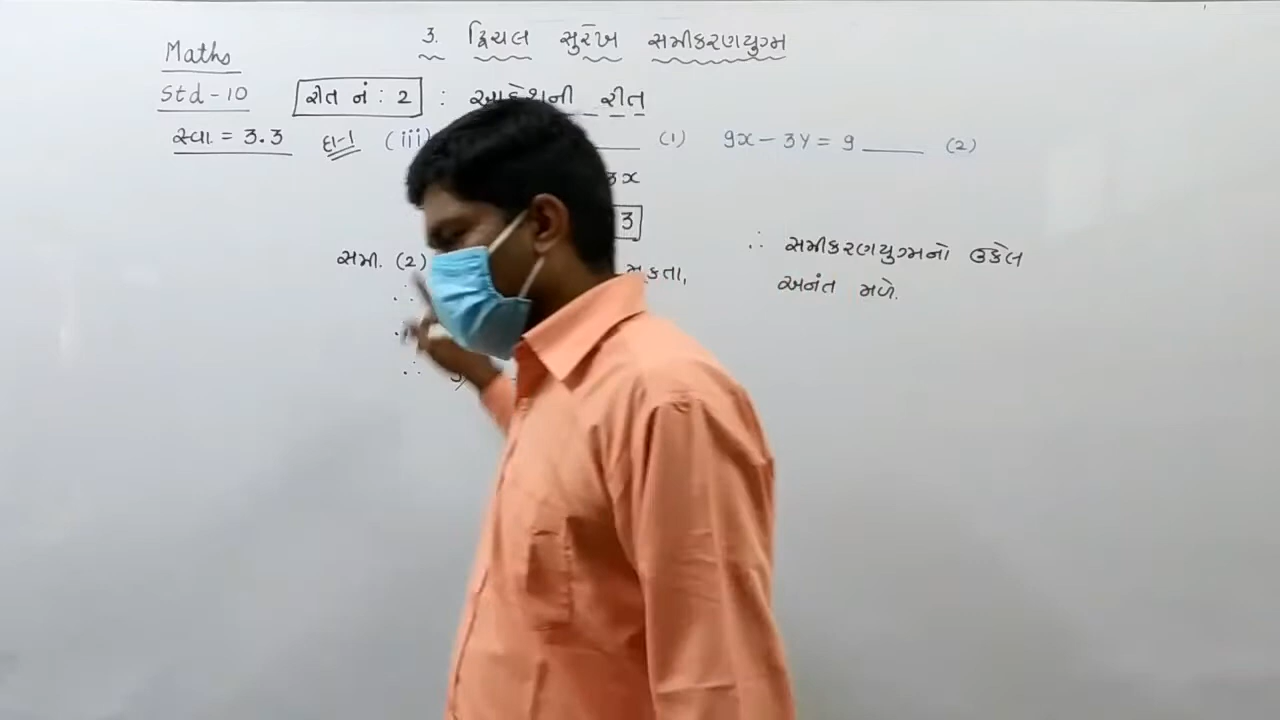 3. દ્વિચલ સુરેખ સમીકરણયુગ્મ
Maths
Std - 10
રીત નં : 2 : આદેશની રીત
સ્વા = 3.3 દા-1 (iii) (1) 9x - 3y = 9 (2)
x
3
સમી. (2) મૂકતા,
∴ સમીકરણયુગ્મનો ઉકેલ
અનંત મળે.